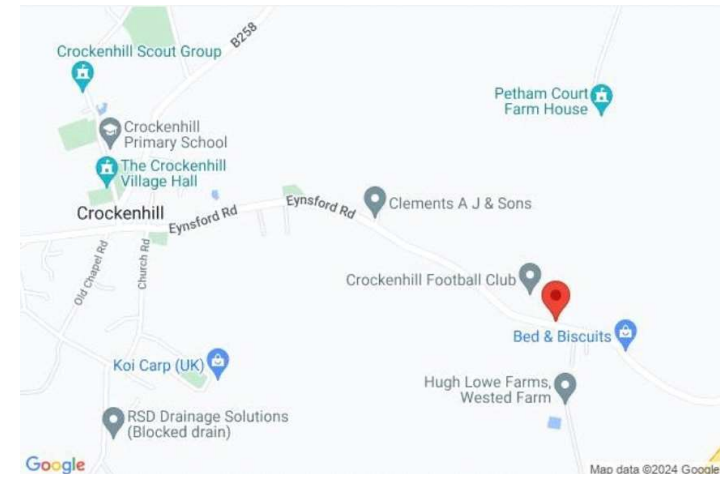 B258
Crockenhill Scout Group
Petham Court
Farm House
Crockenhill
Primary School
The Crockenhill
Village Hall
Clements A J & Sons
Eynsford Rd
Crockenhill
Eynsford Rd
Old Chapel Rd
Church Rd
Crockenhill Football Club
Bed & Biscuits
Koi Carp (UK)
Hugh Lowe Farms,
Wested Farm
RSD Drainage Solutions
(Blocked drain)
Google
Map data ©2024 Google